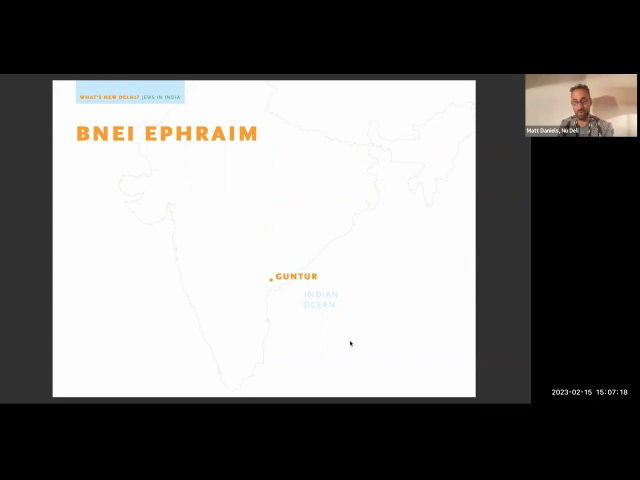 WHAT'S NEW DELHI? JEWS IN INDIA
BNEI EPHRAIM
GUNTUR
INDIAN
OCEAN
Matt Daniels, Nu Deli
2023-02-15 15:07:18